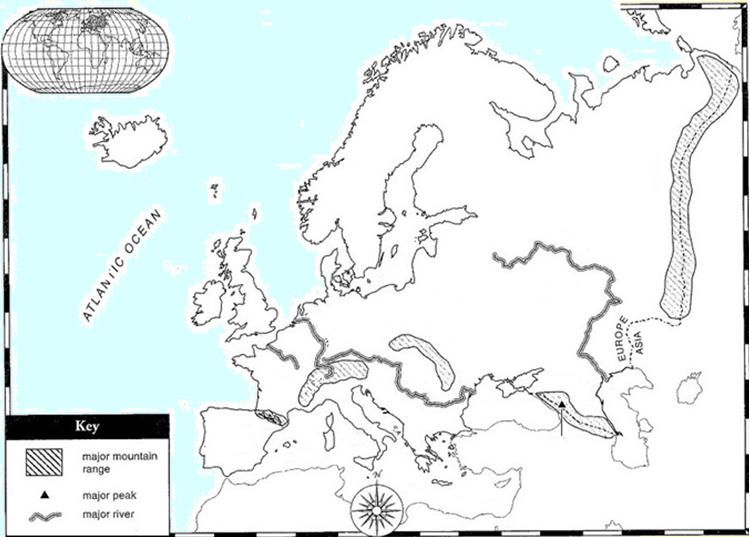 ATLANTIC OCEAN
EUROPE
ASIA
Key
major mountain
range
major peak
major river
N